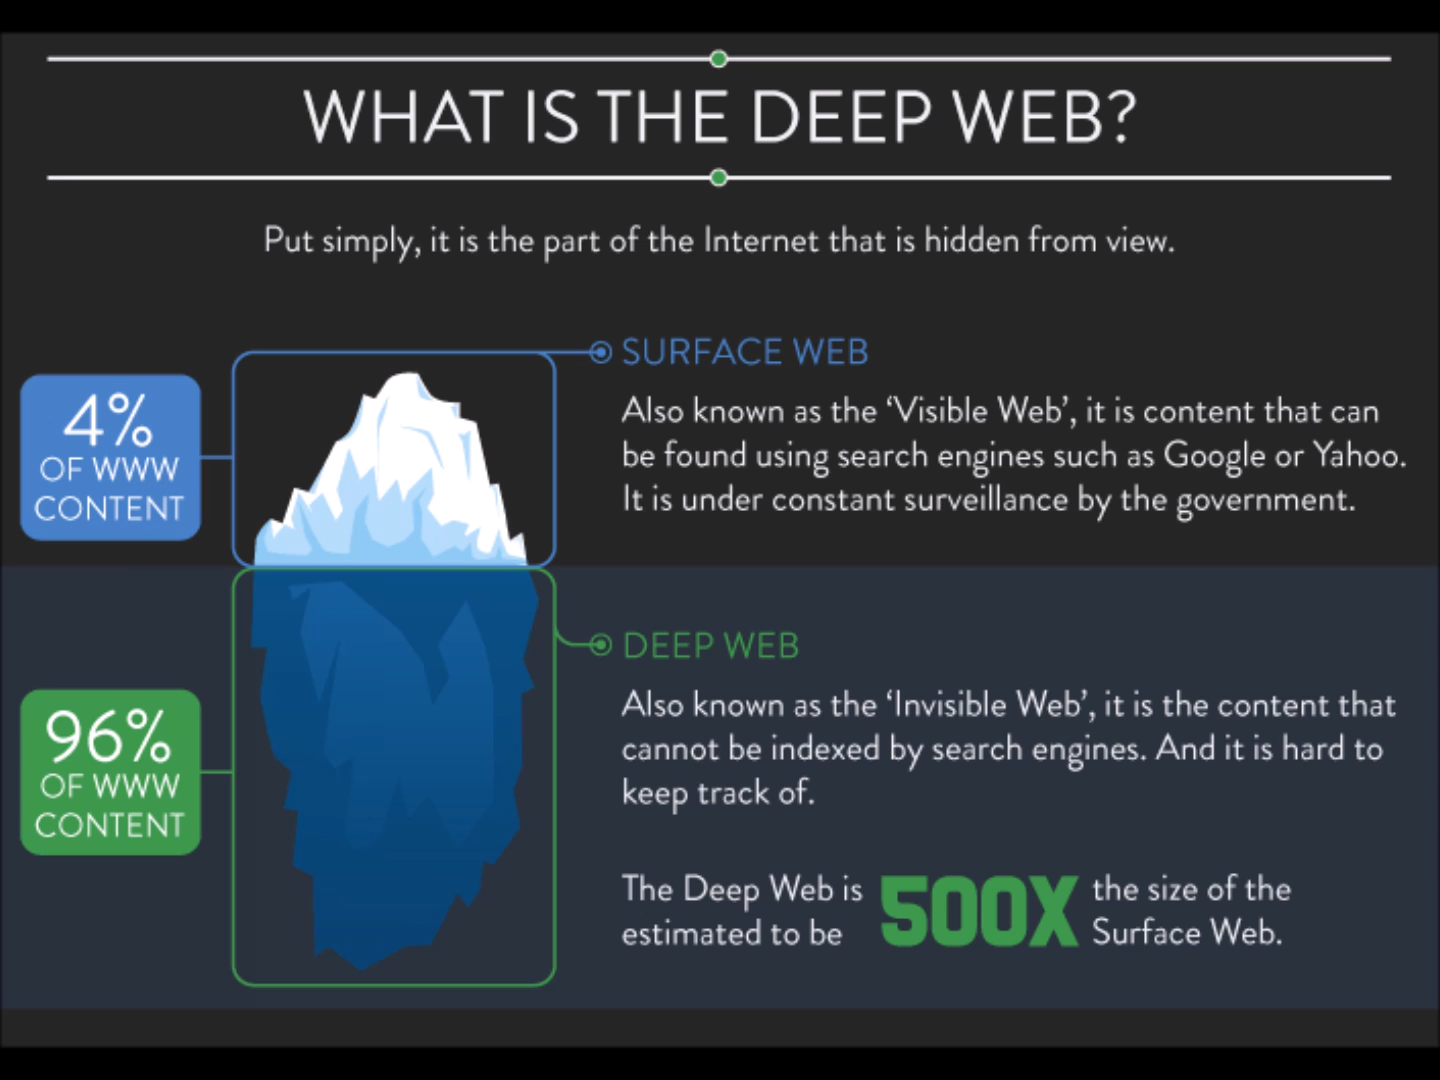 WHAT IS THE DEEP WEB?
Put simply, it is the part of the Internet that is hidden from view.
4%
OF WWW
CONTENT
SURFACE WEB
Also known as the ‘Visible Web’, it is content that can
be found using search engines such as Google or Yahoo.
It is under constant surveillance by the government.
96%
OF WWW
CONTENT
DEEP WEB
Also known as the ‘Invisible Web’, it is the content that
cannot be indexed by search engines. And it is hard to
keep track of.
The Deep Web is
estimated to be
500X
the size of the
Surface Web.